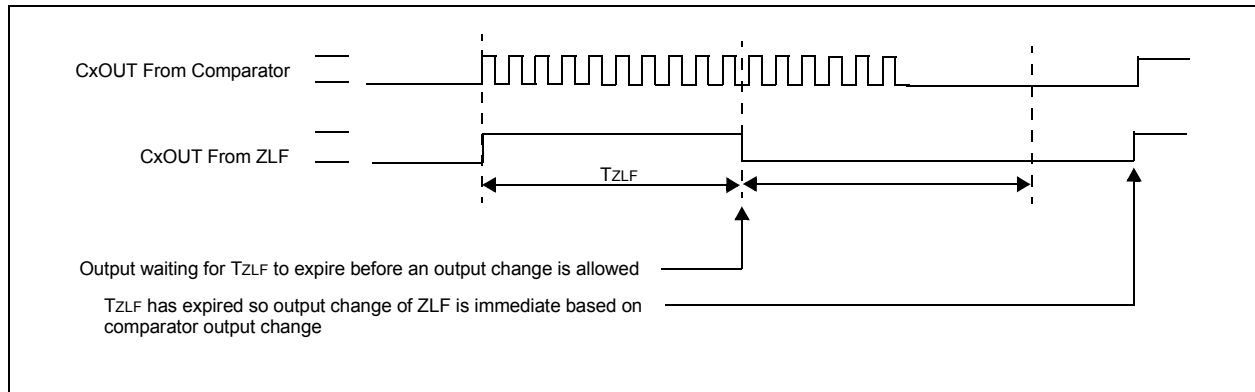 CxOUT From Comparator
CxOUT From ZLF
TZLF
Output waiting for TZLF to expire before an output change is allowed
TZLF has expired so output change of ZLF is immediate based on
comparator output change